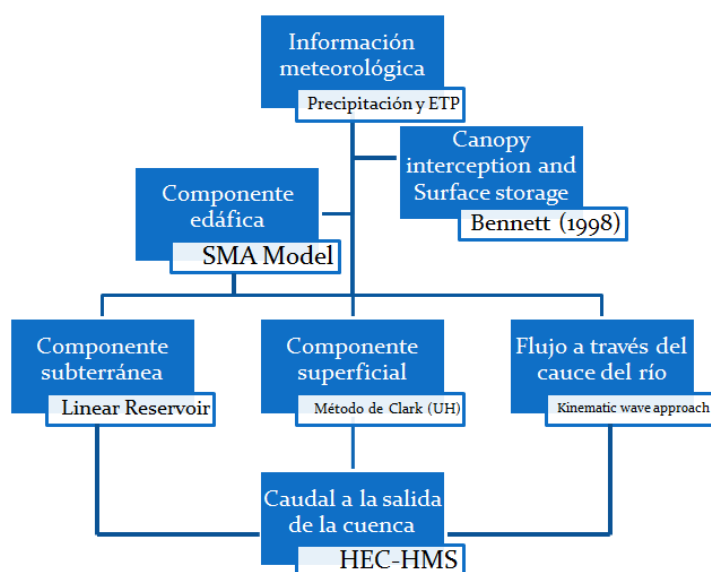 Información
meteorológica
Precipitación y ETP
Canopy
interception and
Surface storage
Bennett (1998)
Componente
edáfica
SMA Model
Componente
subterránea
Linear Reservoir
Componente
superficial
Método de Clark (UH)
Flujo a través del
cauce del río
Kinematic wave approach
Caudal a la salida
de la cuenca
HEC-HMS